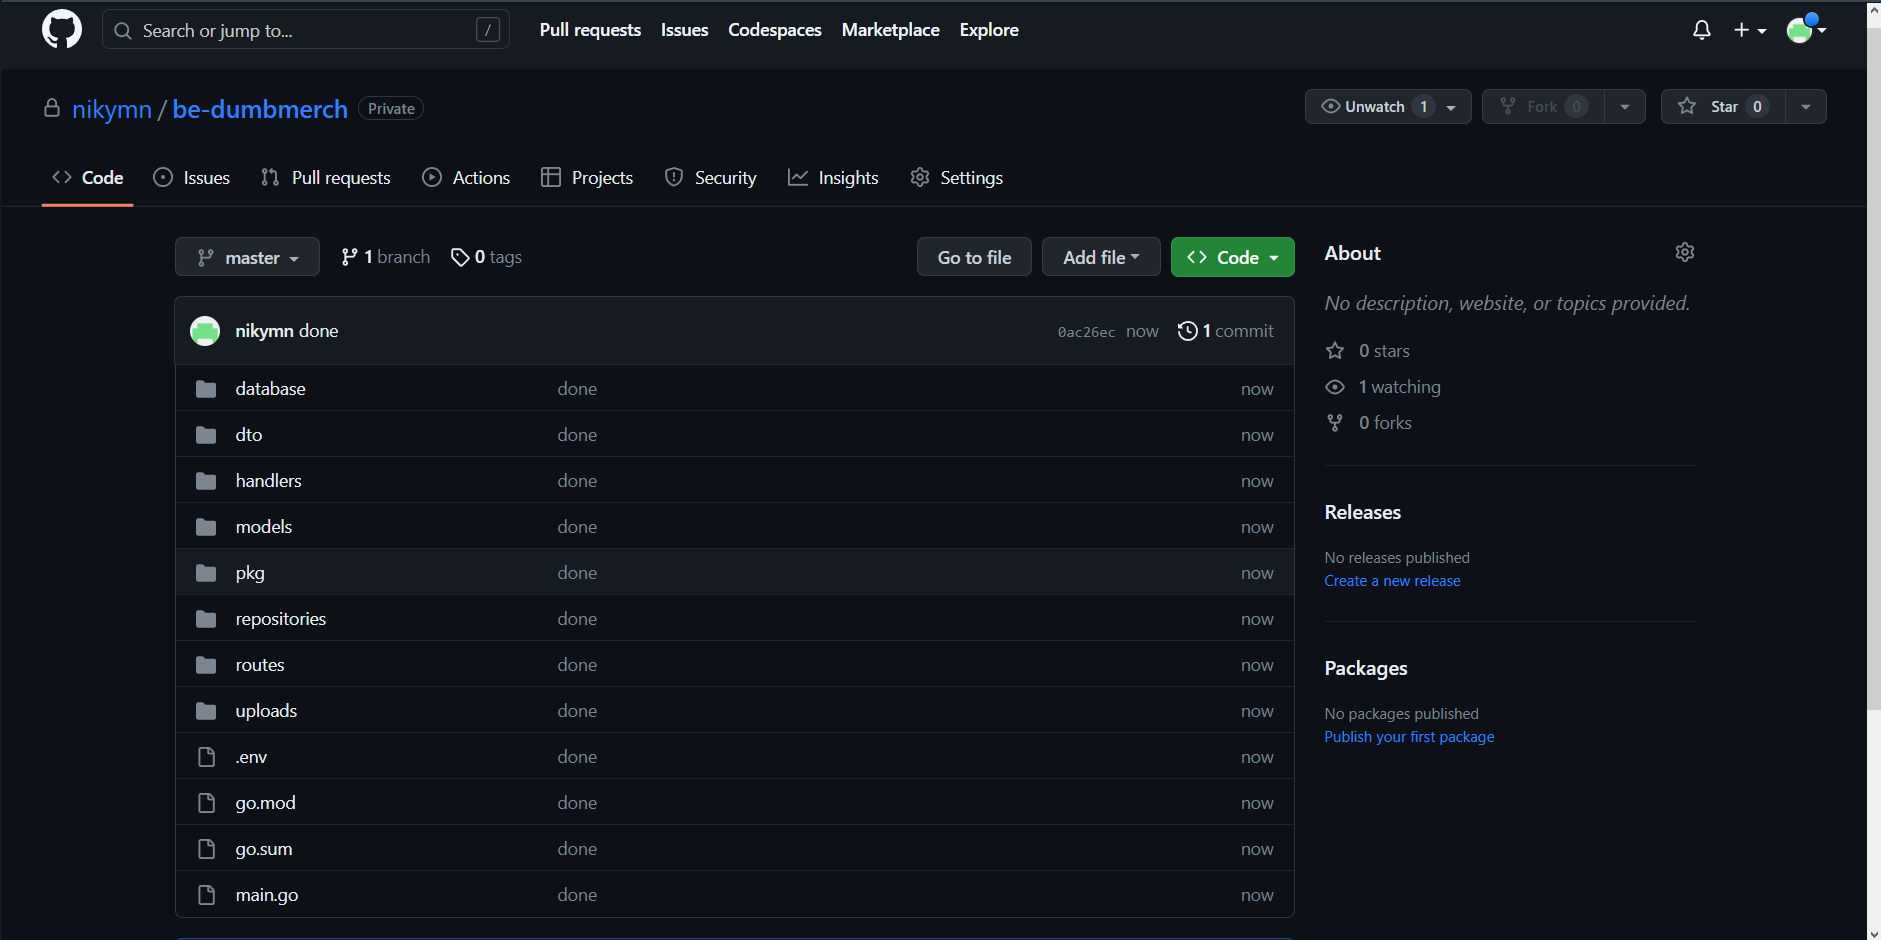 Search or jump to... / Pull requests Issues Codespaces Marketplace Explore
nikymn / be-dumbmerch Private Unwatch 1 Fork 0 Star 0
Code Issues Pull requests Actions Projects Security Insights Settings
master 1 branch 0 tags Go to file Add file Code
nikymn done 0ac26ec now 1 commit
database done now
dto done now
handlers done now
models done now
pkg done now
repositories done now
routes done now
uploads done now
.env done now
go.mod done now
go.sum done now
main.go done now
About
No description, website, or topics provided.
0 stars
1 watching
0 forks
Releases
No releases published
Create a new release
Packages
No packages published
Publish your first package